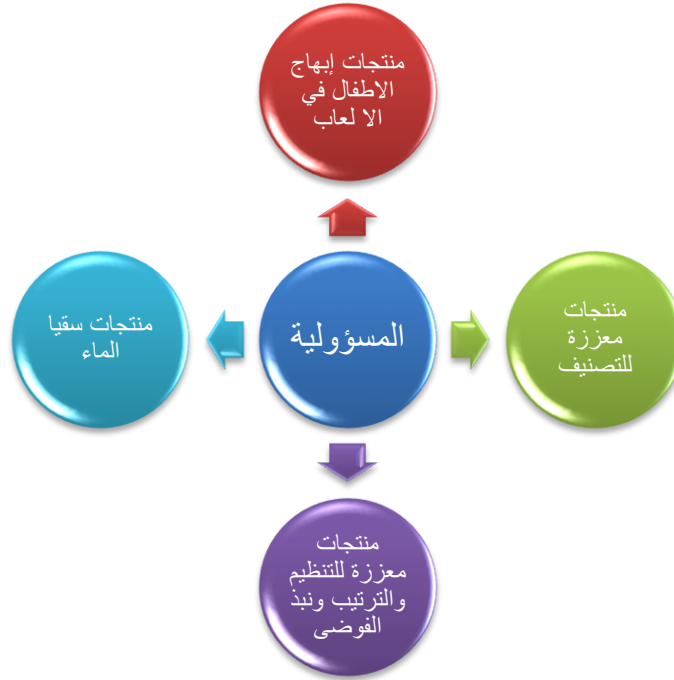 منتجات إبهاج
الاطفال في
الا لعاب
منتجات
معززة
للتصنيف
المسؤولية
منتجات سقيا
الماء
منتجات
معززة للتنظيم
والترتيب ونبذ
الفوضى